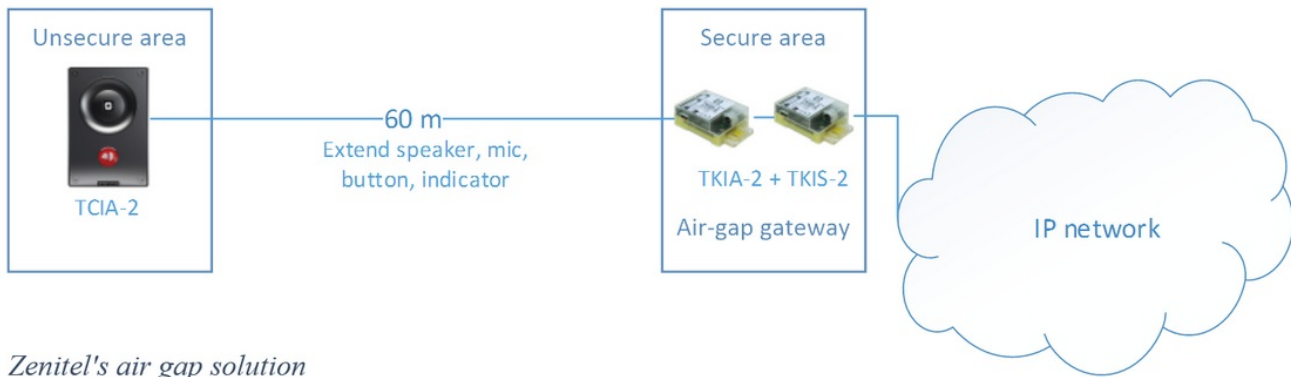 Unsecure area
TCIA-2
60 m
Extend speaker, mic,
button, indicator
Secure area
TKIA-2 + TKIS-2
Air-gap gateway
IP network
Zenitel's air gap solution